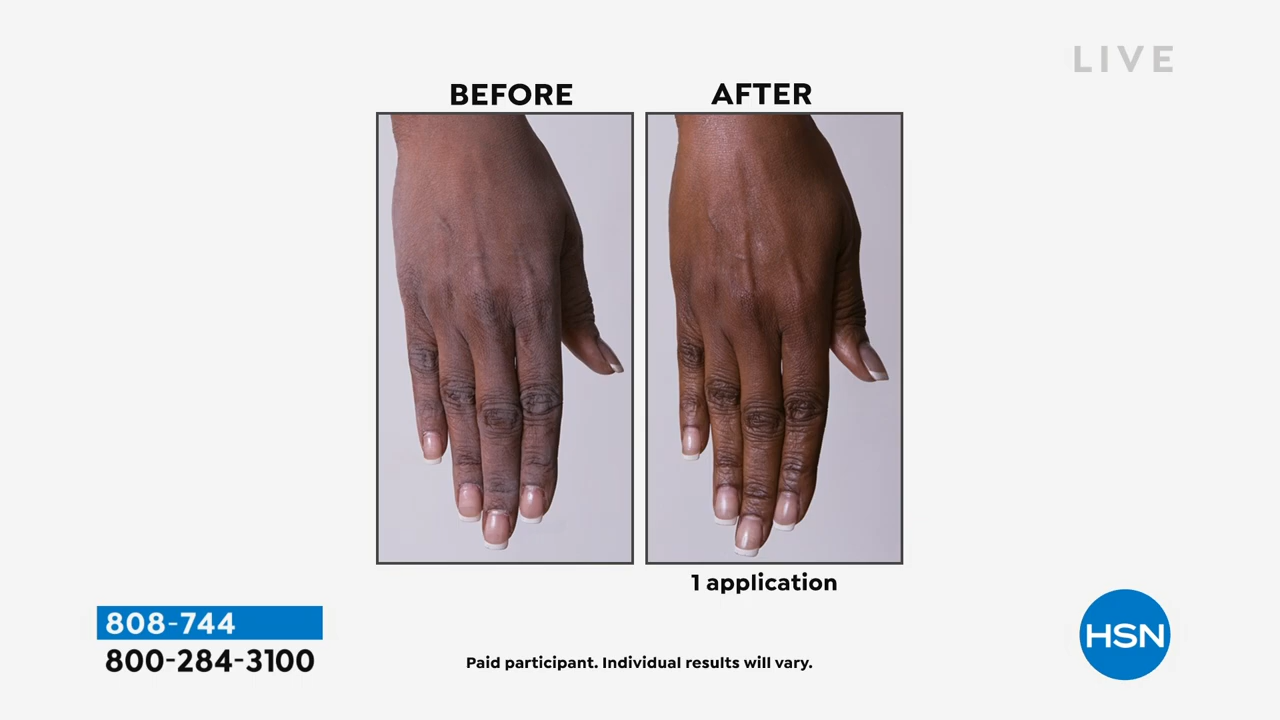 LIVE
BEFORE
AFTER
1 application
808-744
800-284-3100
Paid participant. Individual results will vary.
HSN